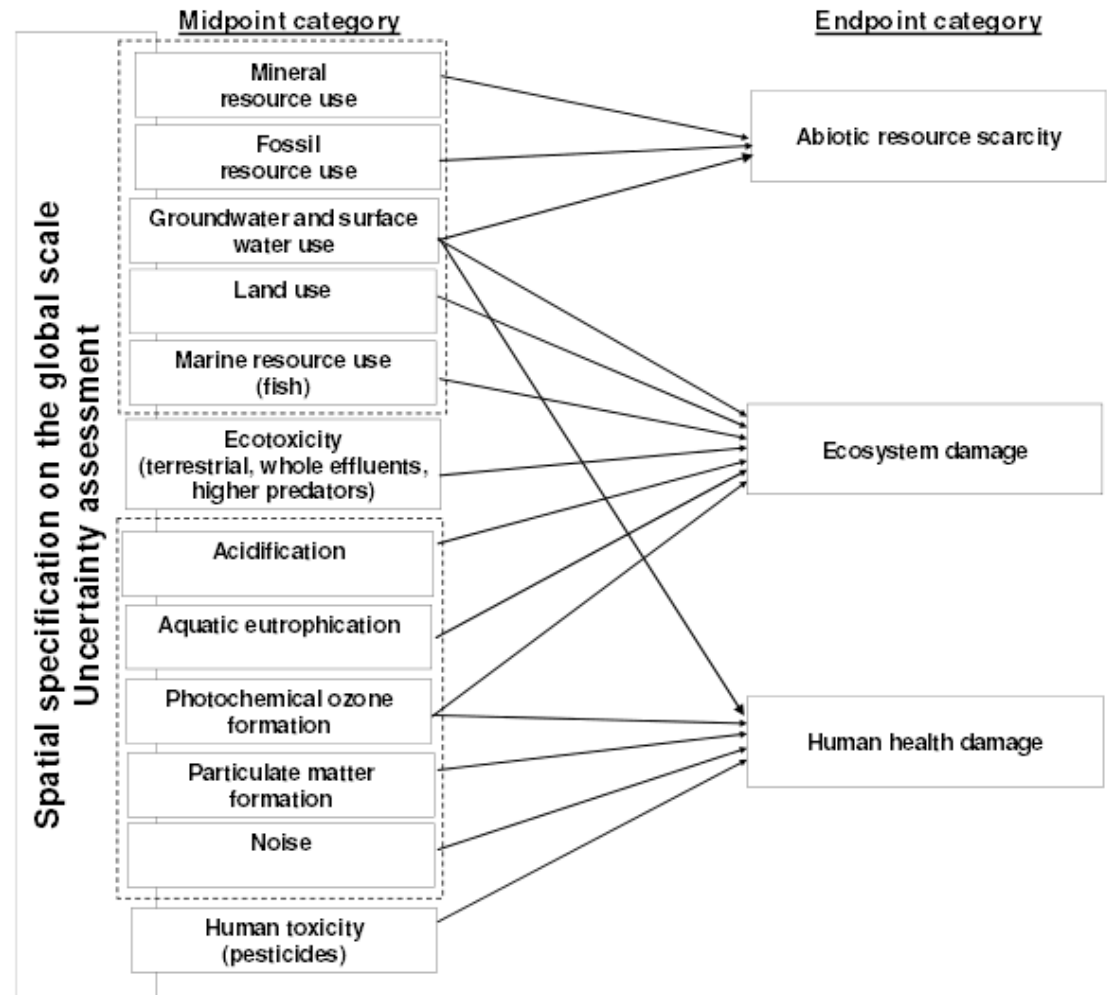 Midpoint category
Endpoint category
Spatial specification on the global scale
Uncertainty assessment
Mineral
resource use
Fossil
resource use
Groundwater and surface
water use
Land use
Marine resource use
(fish)
Ecotoxicity
(terrestrial, whole effluents,
higher predators)
Acidification
Aquatic eutrophication
Photochemical ozone
formation
Particulate matter
formation
Noise
Human toxicity
(pesticides)
Abiotic resource scarcity
Ecosystem damage
Human health damage